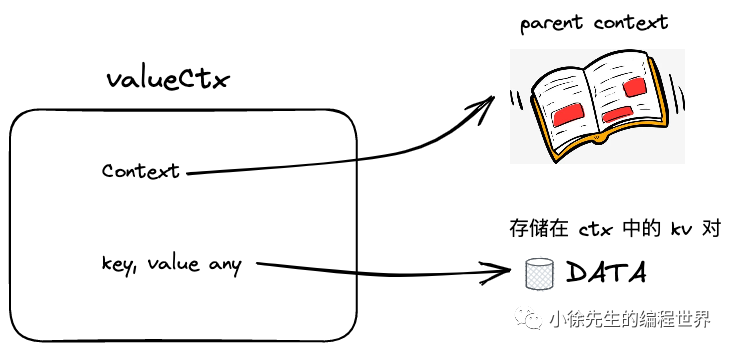 parent context
valueCtx
Context
key, value any
存储在 ctx 中的 kv 对
DATA
小徐先生的编程世界